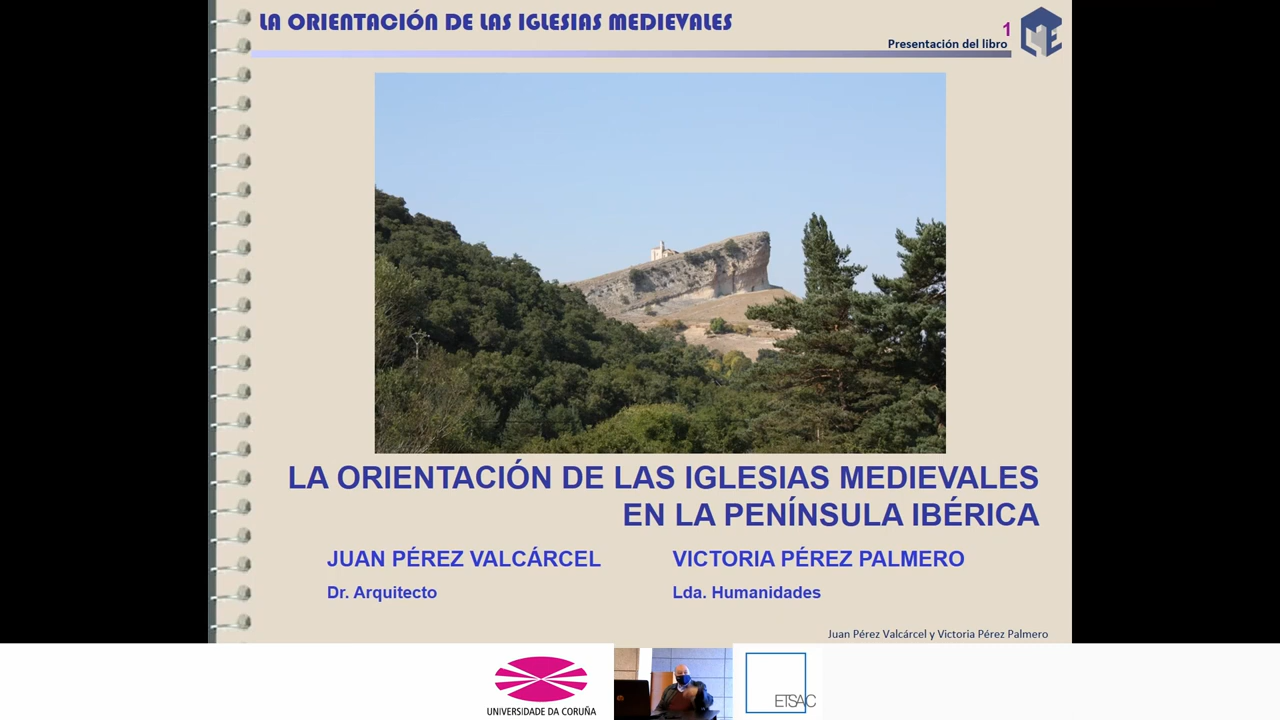 LA ORIENTACIÓN DE LAS IGLESIAS MEDIEVALES
1
Presentación del libro
LA ORIENTACIÓN DE LAS IGLESIAS MEDIEVALES
EN LA PENÍNSULA IBÉRICA
JUAN PÉREZ VALCÁRCEL
VICTORIA PÉREZ PALMERO
Dr. Arquitecto
Lda. Humanidades
Juan Pérez Valcárcel y Victoria Pérez Palmero
UNIVERSIDADE DA CORUÑA
ETSAC